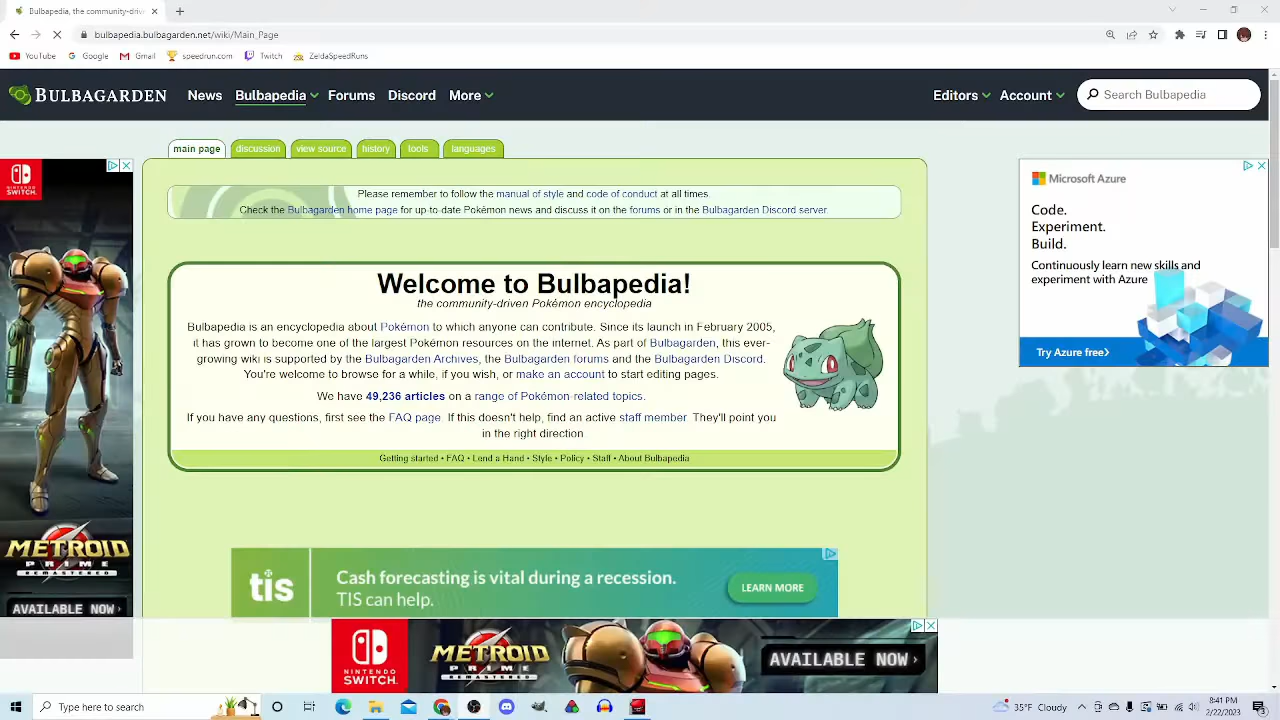 Bulbapedia, the community-driv
bulbapedia.bulbagarden.net/wiki/Main_Page
YouTube Google Gmail speedrun.com Twitch ZeldaSpeedRuns
BULBAGARDEN News Bulbapedia Forums Discord More Editors Account Search Bulbapedia
main page discussion view source history tools languages
NINTENDO
SWITCH.
Please remember to follow the manual of style and code of conduct at all times.
Check the Bulbagarden home page for up-to-date Pokémon news and discuss it on the forums or in the Bulbagarden Discord server.
Microsoft Azure
Code.
Experiment.
Build.
Continuously learn new skills and
experiment with Azure
Try Azure free>
Welcome to Bulbapedia!
the community-driven Pokémon encyclopedia
Bulbapedia is an encyclopedia about Pokémon to which anyone can contribute. Since its launch in February 2005,
it has grown to become one of the largest Pokémon resources on the internet. As part of Bulbagarden, this ever-
growing wiki is supported by the Bulbagarden Archives, the Bulbagarden forums and the Bulbagarden Discord.
You're welcome to browse for a while, if you wish, or make an account to start editing pages.
We have 49,236 articles on a range of Pokémon-related topics.
If you have any questions, first see the FAQ page. If this doesn't help, find an active staff member. They'll point you
in the right direction.
Getting started • FAQ • Lend a Hand • Style • Policy • Staff • About Bulbapedia
METROID
PRIME
REMASTERED
AVAILABLE NOW ›
tis
Cash forecasting is vital during a recession.
TIS can help.
LEARN MORE
NINTENDO
SWITCH.
METROID
PRIME
REMASTERED
AVAILABLE NOW ›
Type here to search
35°F Cloudy
8:41 PM
2/22/2023